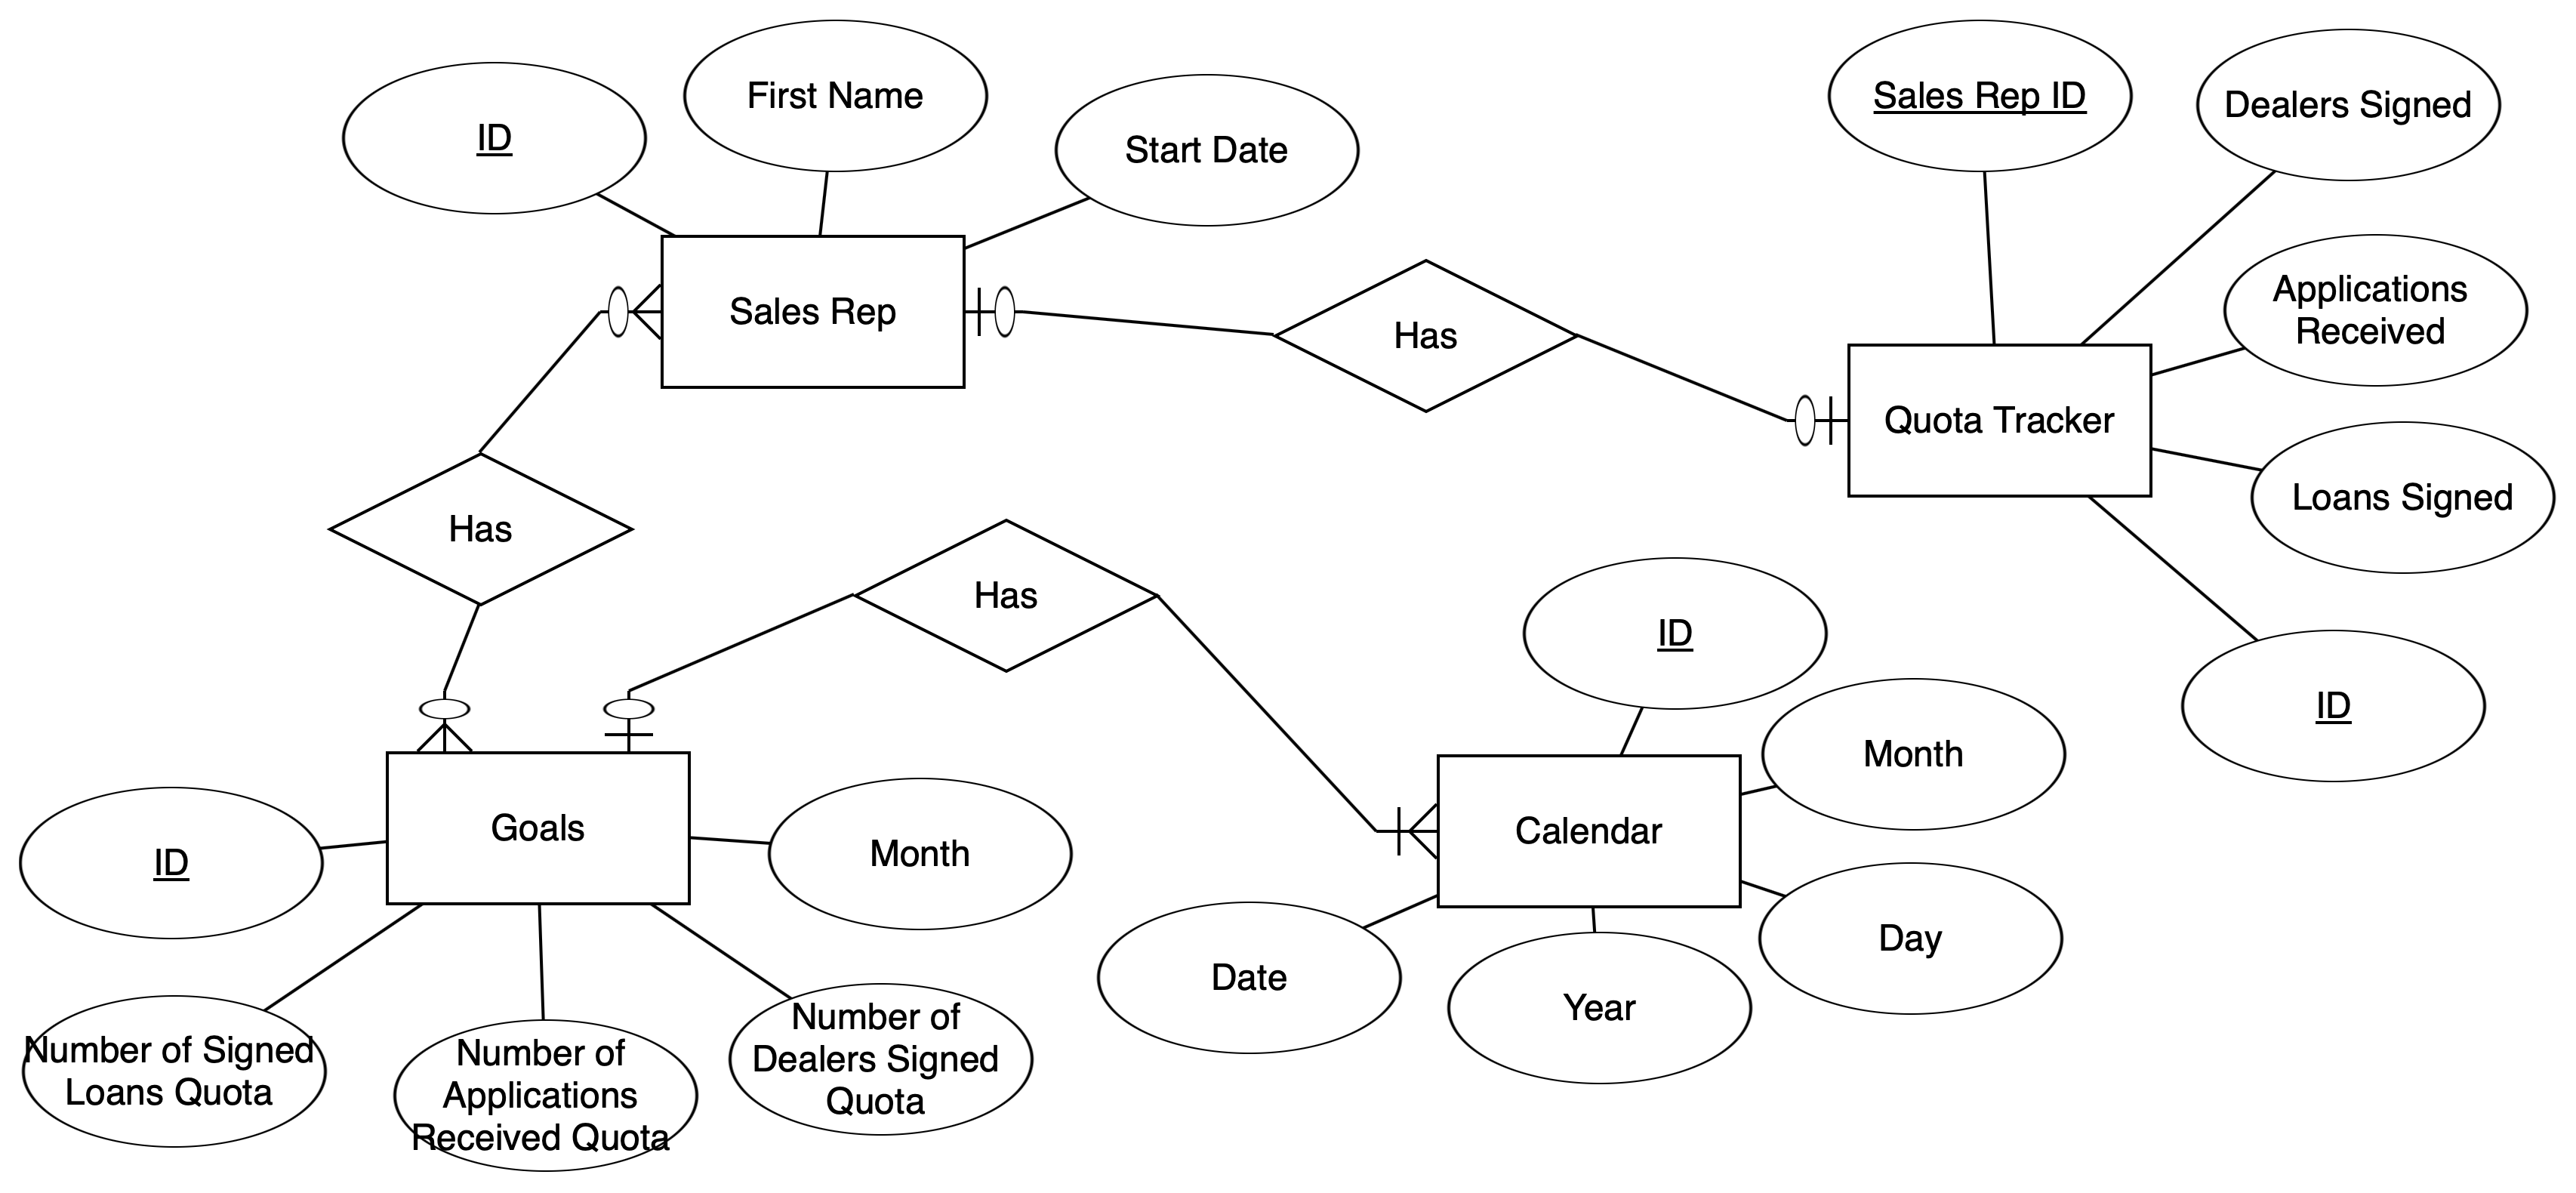 First Name
Sales Rep ID
Dealers Signed
ID
Start Date
Applications
Received
Sales Rep
Has
Quota Tracker
Loans Signed
Has
Has
ID
ID
Month
Goals
Calendar
Month
ID
Day
Date
Year
Number of Signed
Loans Quota
Number of
Applications
Received Quota
Number of
Dealers Signed
Quota